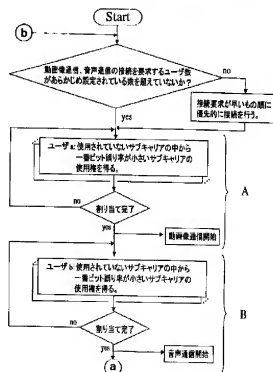 Start
b
動画像通信、音声通信の接続を要求するユーザ数
があらかじめ設定されている数を超えていないか？
no
接続要求が早いもの順に
優先的に接続を行う。
yes
ユーザa: 使用されていないサブキャリアの中から
一番ビット誤り率が小さいサブキャリアの
使用権を得る。
A
no
割り当て完了
yes
動画像通信開始
ユーザb: 使用されていないサブキャリアの中から
一番ビット誤り率が小さいサブキャリアの
使用権を得る。
B
no
割り当て完了
yes
音声通信開始
a